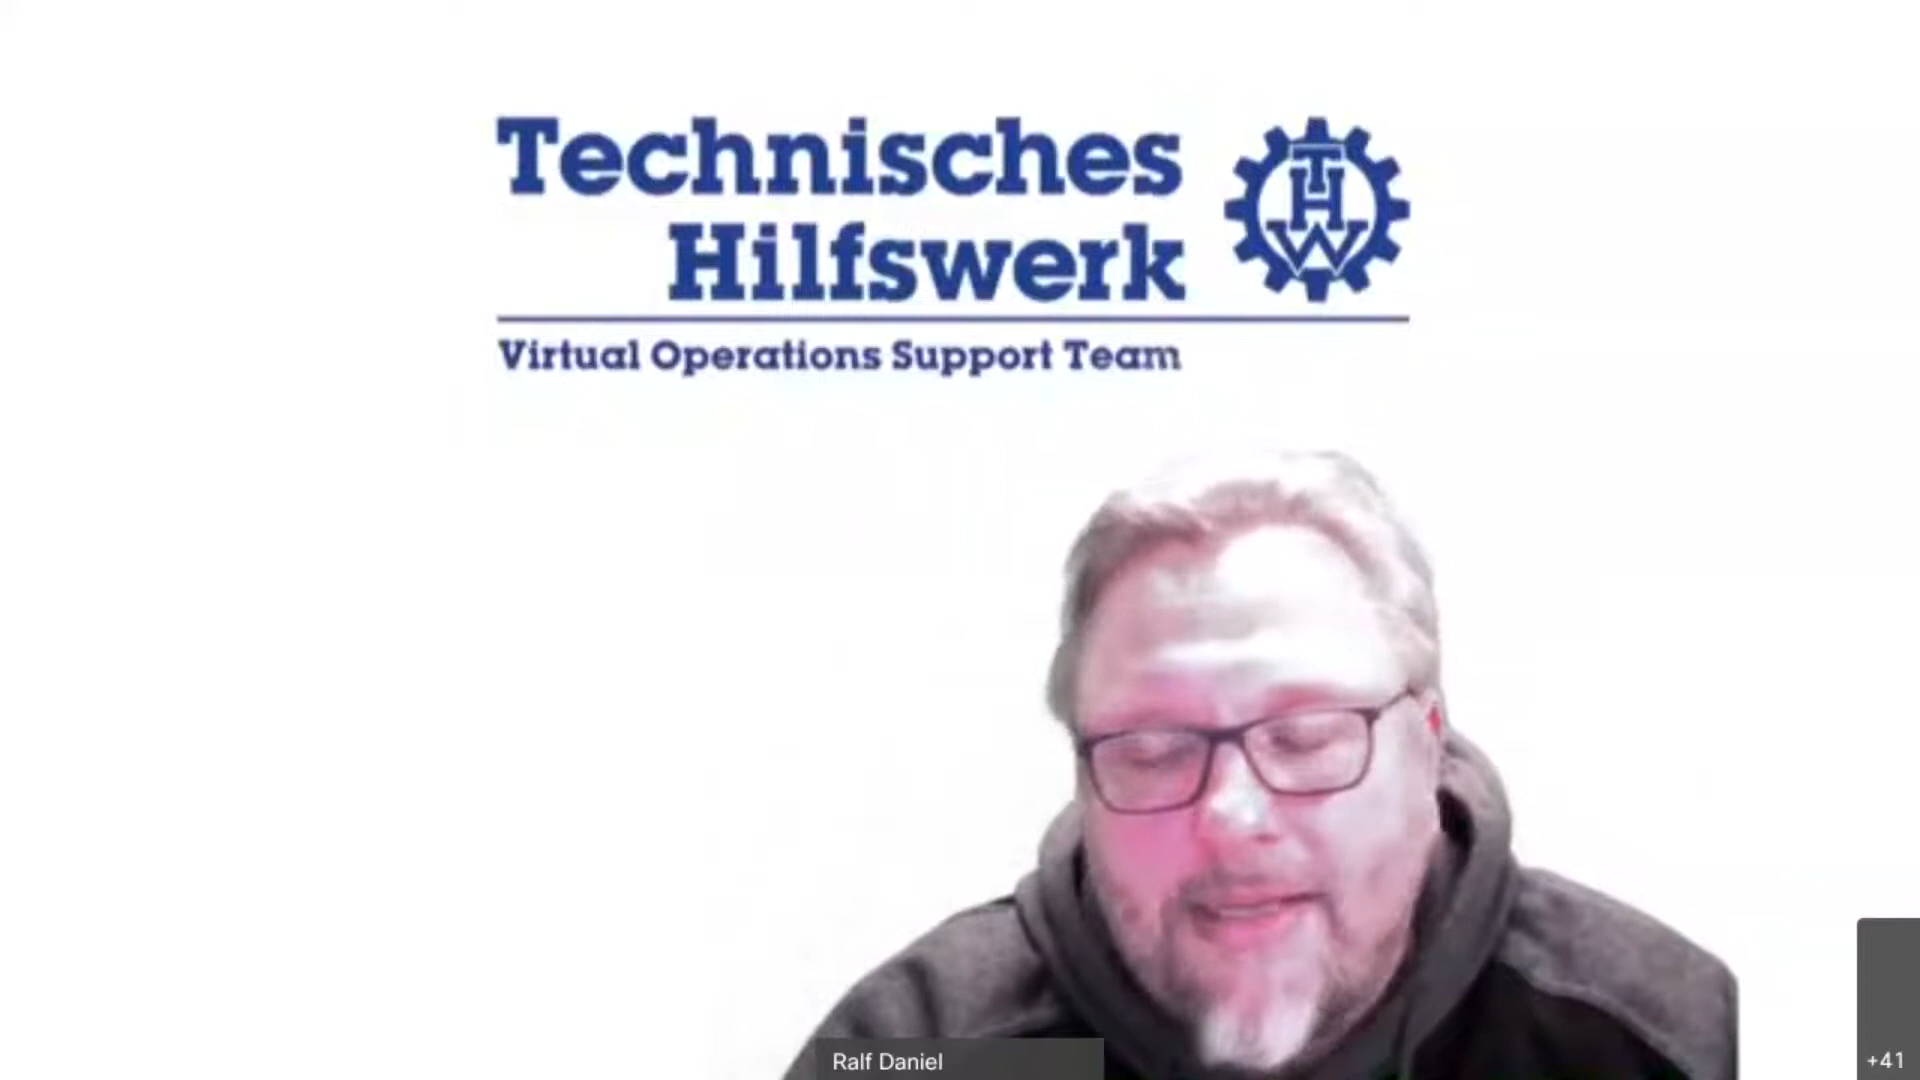 Technisches
Hilfswerk
THW
Virtual Operations Support Team
Ralf Daniel
+41